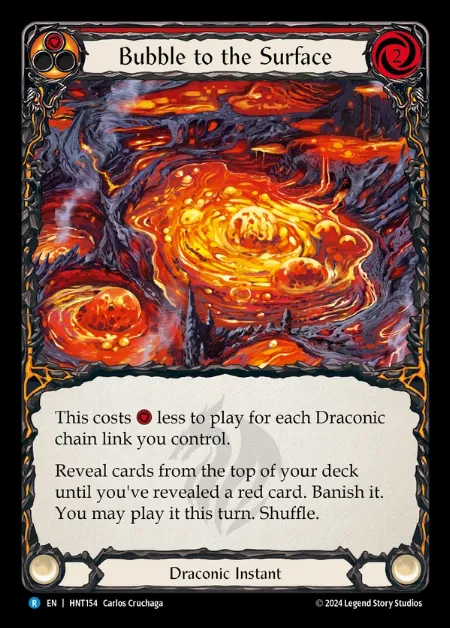 Bubble to the Surface
2
This costs less to play for each Draconic
chain link you control.
Reveal cards from the top of your deck
until you've revealed a red card. Banish it.
You may play it this turn. Shuffle.
Draconic Instant
R EN | HNT154 Carlos Cruchaga
© 2024 Legend Story Studios